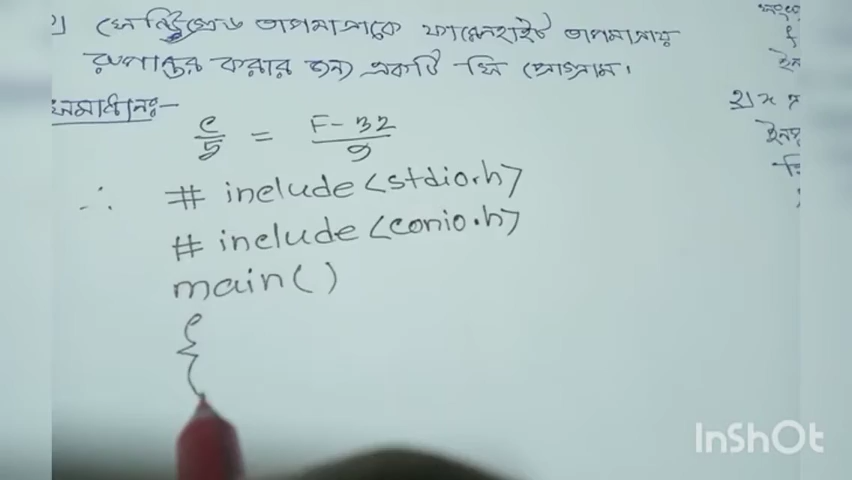 সেন্টিগ্রেড তাপমাত্রাকে ফারেনহাইট তাপমাত্রায়
রূপান্তর করার জন্য একটি সি প্রোগ্রাম।
সমাধানঃ-
c/5 = F-32/9
∴ # include <stdio.h>
# include <conio.h>
main()
{
InShOt